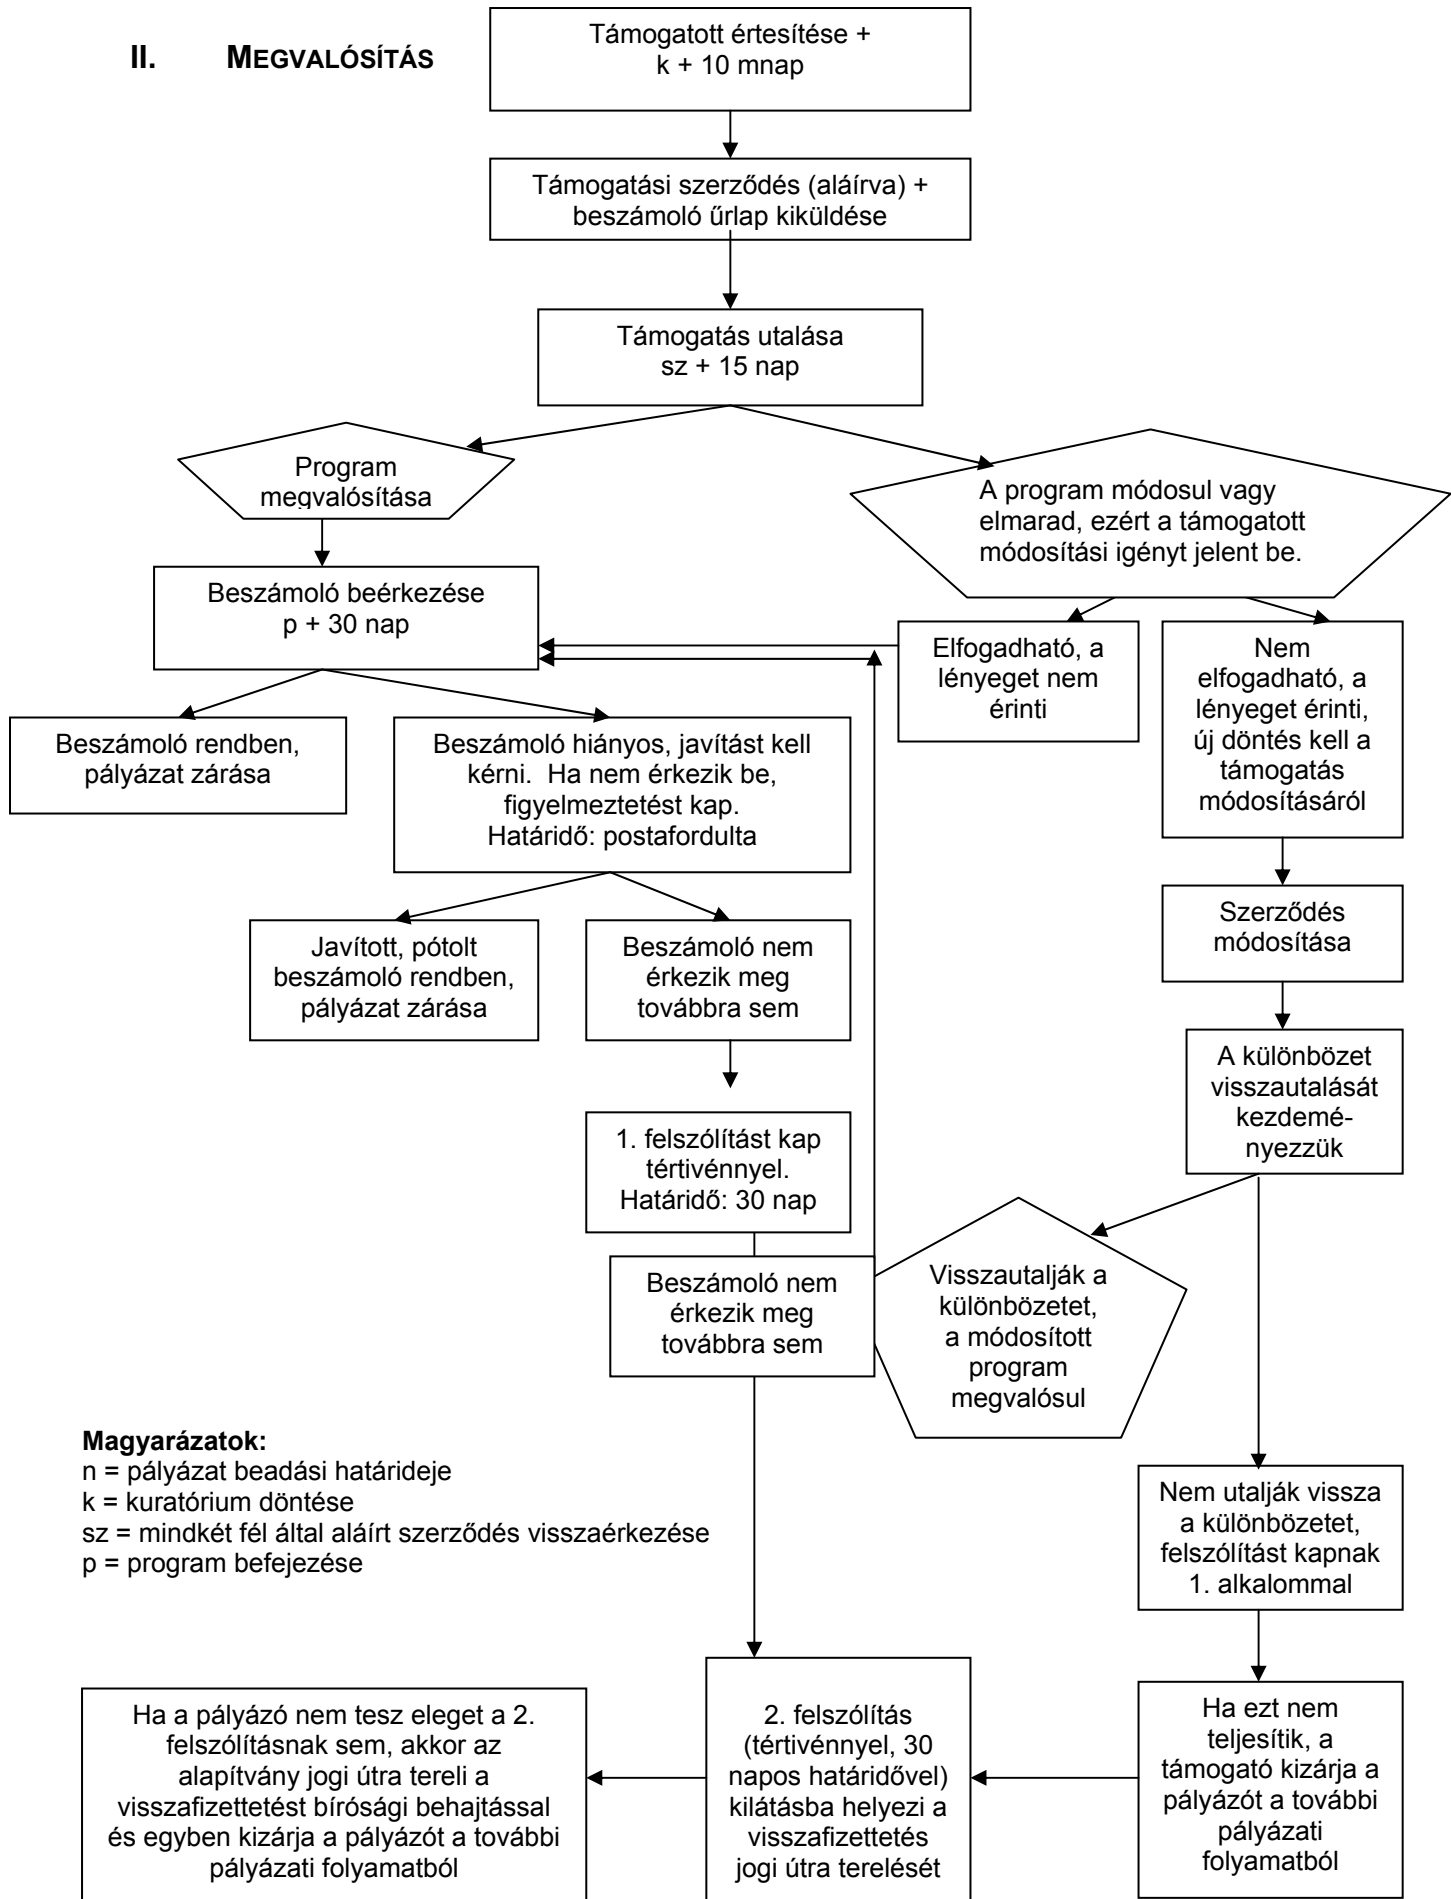 II. MEGVALÓSÍTÁS
Támogatott értesítése +
k + 10 mnap
Támogatási szerződés (aláírva) +
beszámoló űrlap kiküldése
Támogatás utalása
sz + 15 nap
Program
megvalósítása
A program módosul vagy
elmarad, ezért a támogatott
módosítási igényt jelent be.
Beszámoló beérkezése
p + 30 nap
Elfogadható, a
lényeget nem
érinti
Nem
elfogadható, a
lényeget érinti,
új döntés kell a
támogatás
módosításáról
Beszámoló rendben,
pályázat zárása
Beszámoló hiányos, javítást kell
kérni.  Ha nem érkezik be,
figyelmeztetést kap.
Határidő: postafordulta
Javított, pótolt
beszámoló rendben,
pályázat zárása
Beszámoló nem
érkezik meg
továbbra sem
Szerződés
módosítása
A különbözet
visszautalását
kezdemé-
nyezzük
1. felszólítást kap
tértivénnyel.
Határidő: 30 nap
Beszámoló nem
érkezik meg
továbbra sem
Visszautalják a
különbözetet,
a módosított
program
megvalósul
Magyarázatok:
n = pályázat beadási határideje
k = kuratórium döntése
sz = mindkét fél által aláírt szerződés visszaérkezése
p = program befejezése
Nem utalják vissza
a különbözetet,
felszólítást kapnak
1. alkalommal
Ha a pályázó nem tesz eleget a 2.
felszólításnak sem, akkor az
alapítvány jogi útra tereli a
visszafizettetést bírósági behajtással
és egyben kizárja a pályázót a további
pályázati folyamatból
2. felszólítás
(tértivénnyel, 30
napos határidővel)
kilátásba helyezi a
visszafizettetés
jogi útra terelését
Ha ezt nem
teljesítik, a
támogató kizárja a
pályázót a további
pályázati
folyamatból